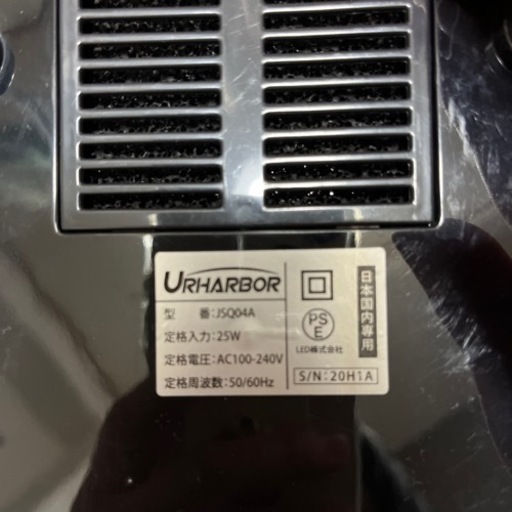 URHARBOR
型 番:JSQ04A
定格入力:25W
定格電圧:AC100-240V
定格周波数:50/60Hz
PS
E
LED株式会社
日本国内専用
S/N:20H1A